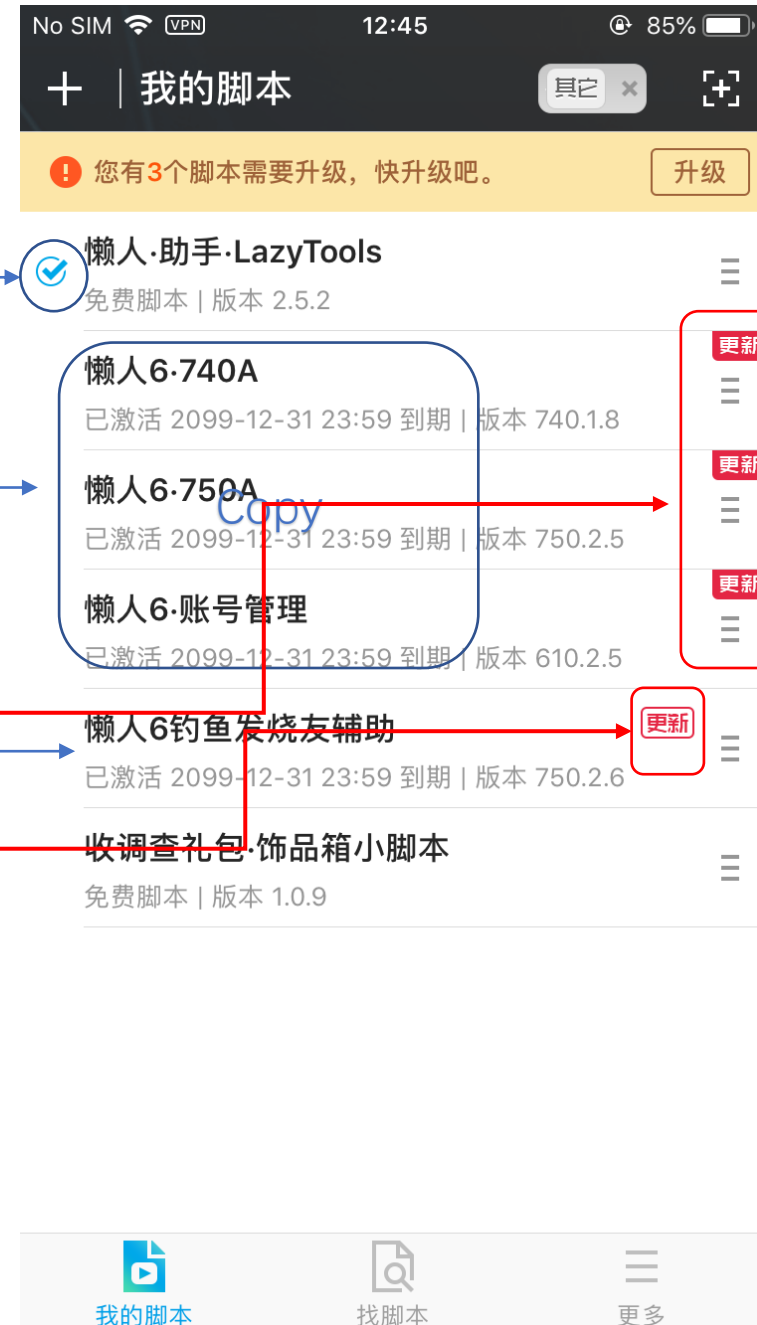 No SIM VPN 12:45 85%
我的脚本 其它
您有3个脚本需要升级，快升级吧。 升级
懒人·助手·LazyTools
免费脚本 | 版本 2.5.2
更新
懒人6·740A
已激活 2099-12-31 23:59 到期 | 版本 740.1.8
更新
懒人6·750A
Copy
已激活 2099-12-31 23:59 到期 | 版本 750.2.5
更新
懒人6·账号管理
已激活 2099-12-31 23:59 到期 | 版本 610.2.5
懒人6钓鱼发烧友辅助 更新
已激活 2099-12-31 23:59 到期 | 版本 750.2.6
收调查礼包·饰品箱小脚本
免费脚本 | 版本 1.0.9
我的脚本 找脚本 更多